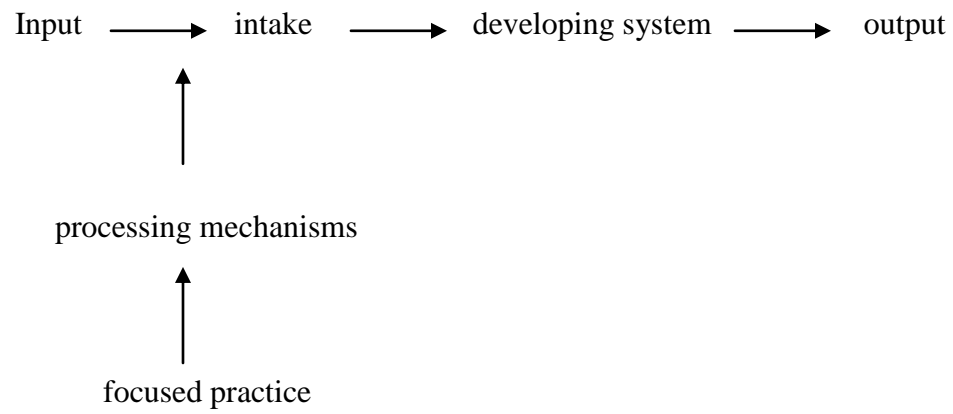 Input intake developing system output
processing mechanisms
focused practice